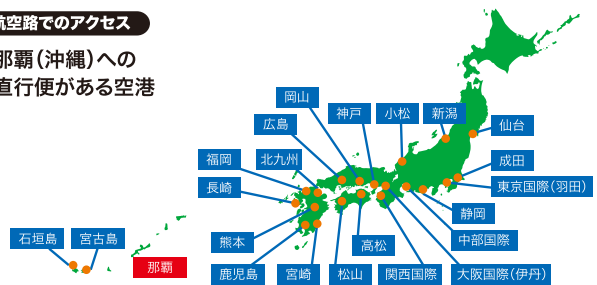 航空路でのアクセス
那覇（沖縄）への
直行便がある空港
岡山
神戸
小松
新潟
広島
仙台
福岡
北九州
成田
長崎
東京国際（羽田）
静岡
石垣島
宮古島
熊本
高松
中部国際
那覇
鹿児島
宮崎
松山
関西国際
大阪国際（伊丹）